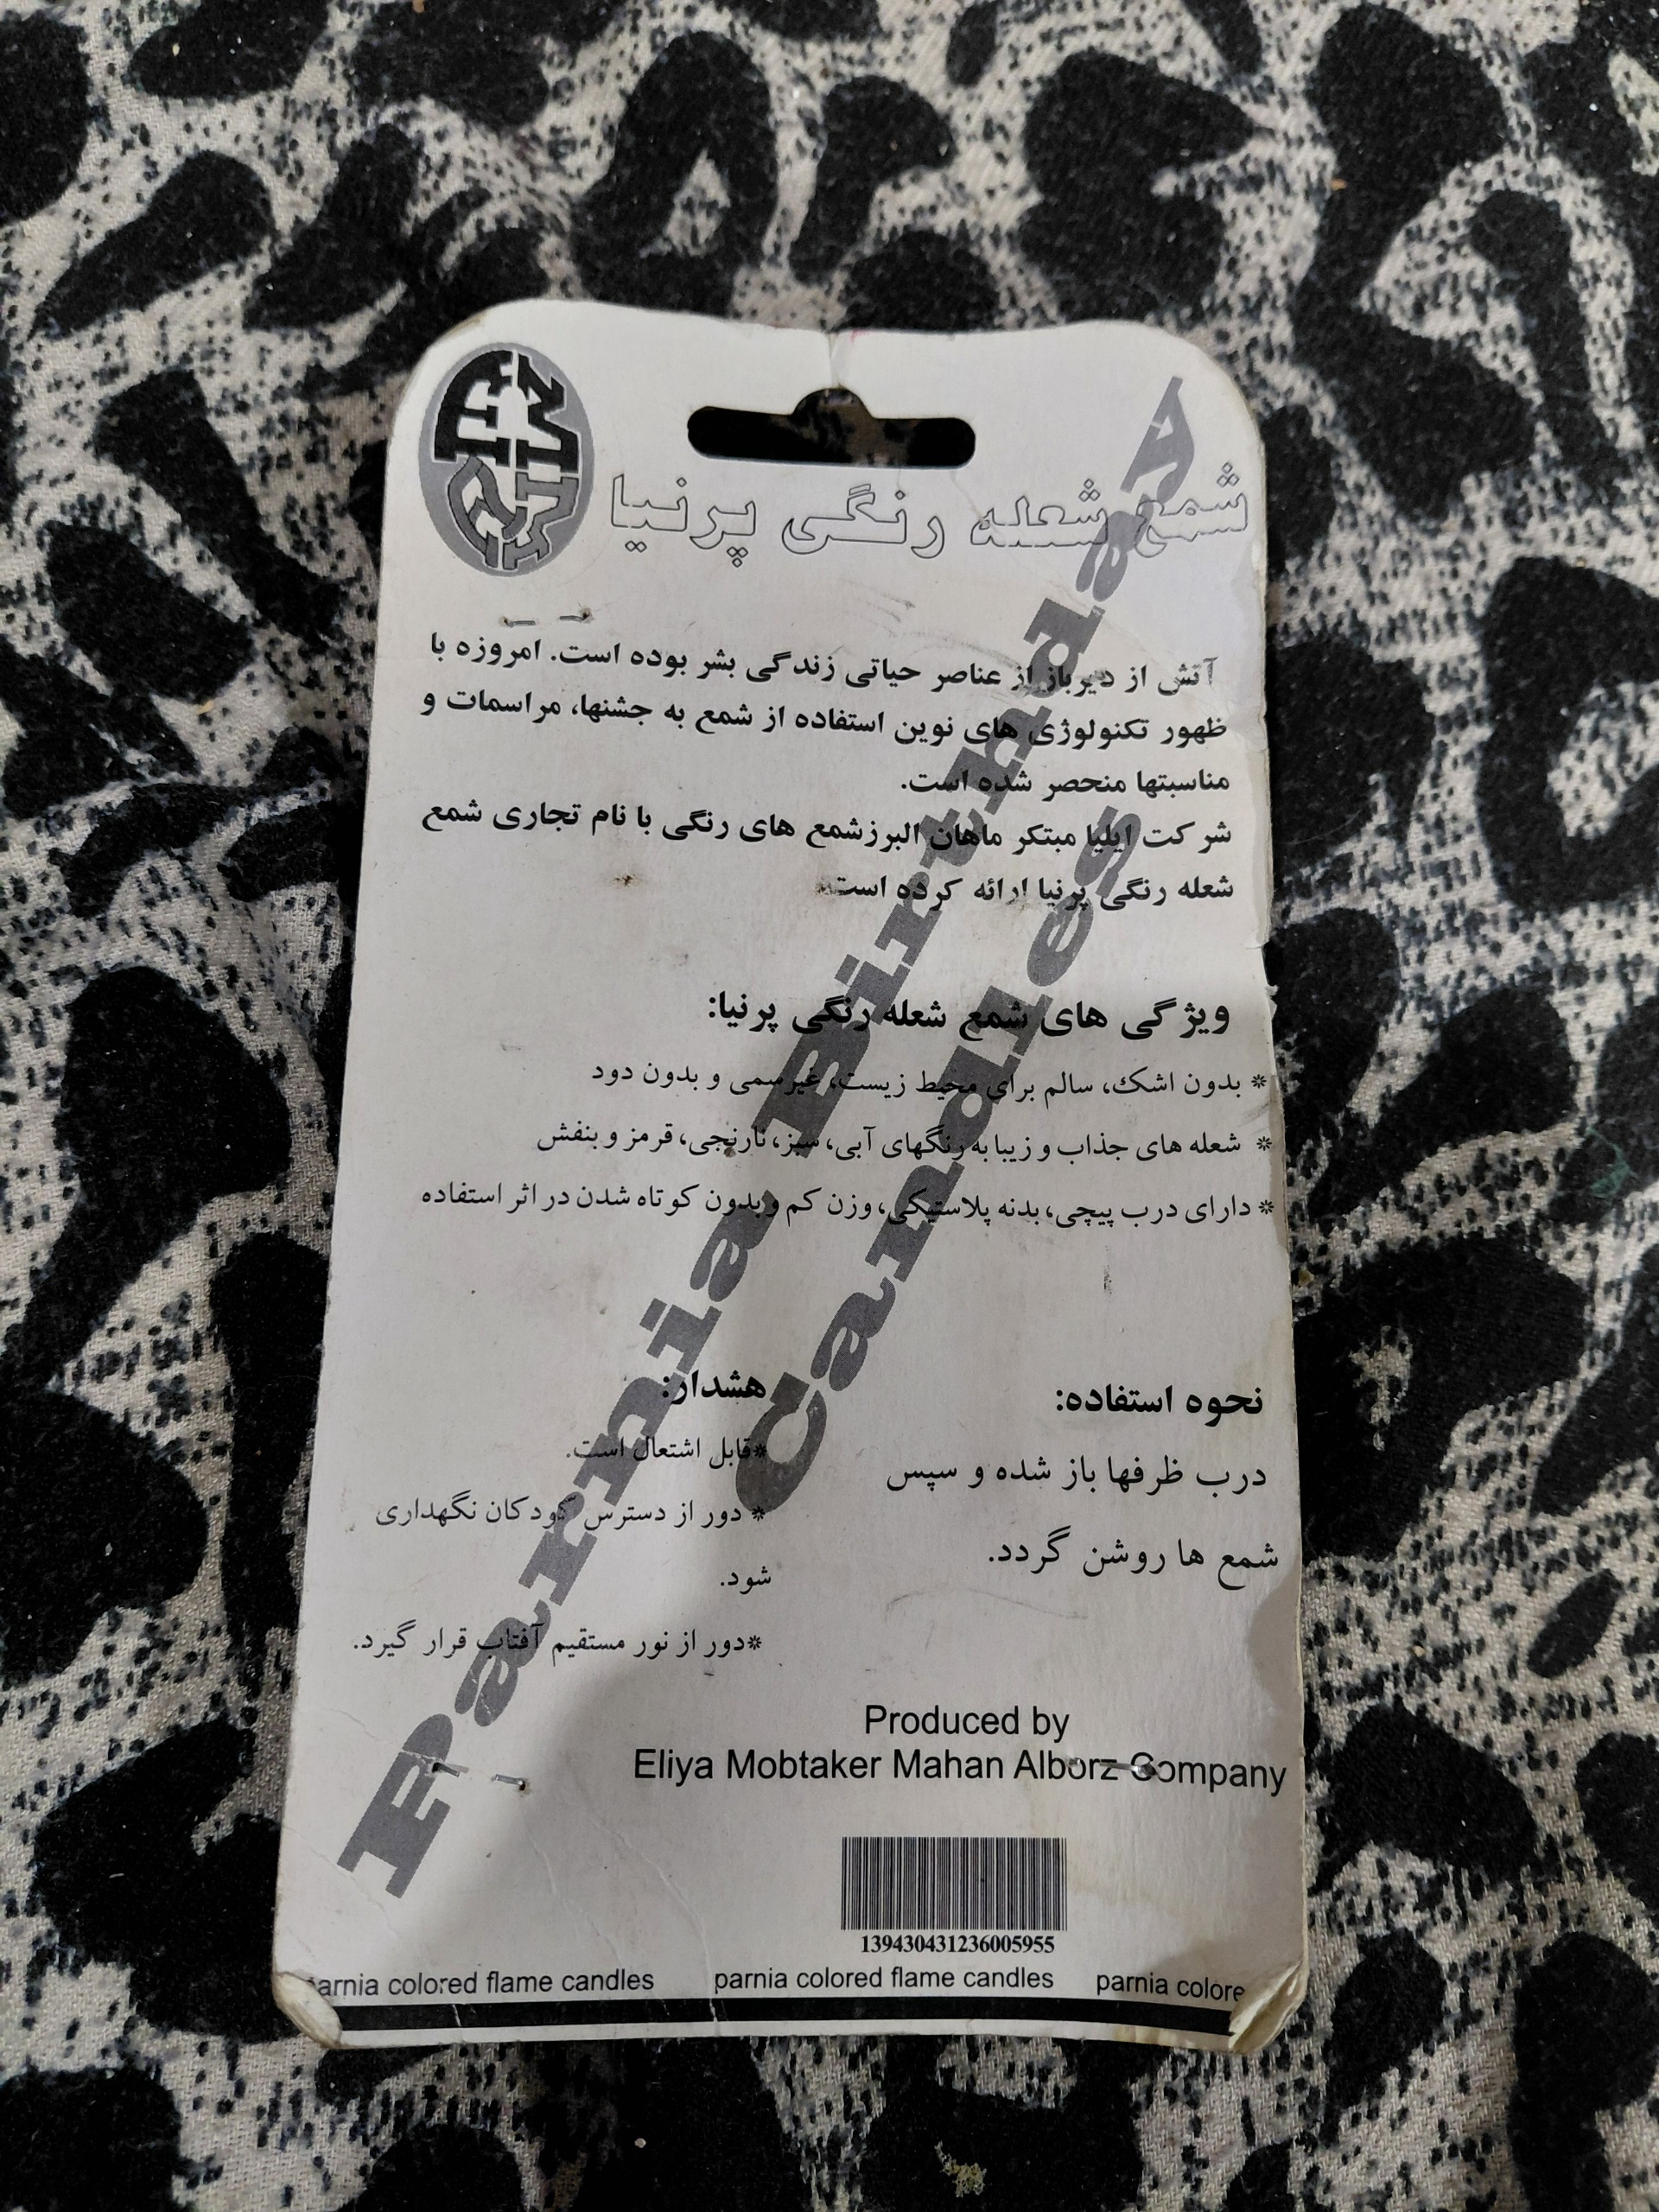 شمع شعله رنگی پرنیا
آتش از دیرباز از عناصر حیاتی زندگی بشر بوده است. امروزه با
ظهور تکنولوژی های نوین استفاده از شمع به جشنها، مراسمات و
مناسبتها منحصر شده است.
شرکت ایلیا مبتکر ماهان البرزشمع های رنگی با نام تجاری شمع
شعله رنگی پرنیا ارائه کرده است
ویژگی های شمع شعله رنگی پرنیا:
* بدون اشک، سالم برای محیط زیست، غیرسمی و بدون دود
* شعله های جذاب و زیبا به رنگهای آبی، سبز، نارنجی، قرمز و بنفش
* دارای درب پیچی، بدنه پلاستیکی، وزن کم و بدون کوتاه شدن در اثر استفاده
نحوه استفاده:
درب ظرفها باز شده و سپس
شمع ها روشن گردد.
هشدار:
*قابل اشتعال است.
* دور از دسترس کودکان نگهداری
شود.
*دور از نور مستقیم آفتاب قرار گیرد.
Parnia Birthday
Candles
Produced by
Eliya Mobtaker Mahan Alborz Company
139430431236005955
parnia colored flame candles parnia colored flame candles parnia colore